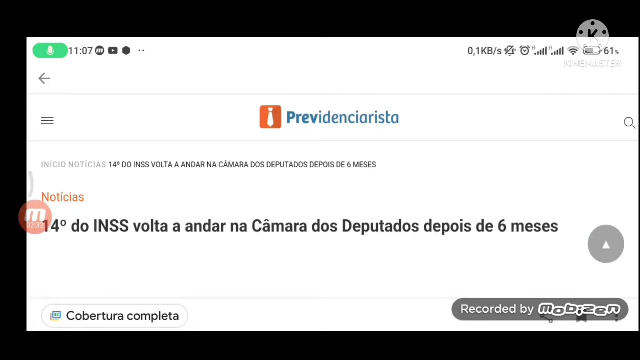 11:07
0,1KB/s
61%
KINEMASTER
Previdenciarista
INÍCIO NOTÍCIAS 14º DO INSS VOLTA A ANDAR NA CÂMARA DOS DEPUTADOS DEPOIS DE 6 MESES
Notícias
14º do INSS volta a andar na Câmara dos Deputados depois de 6 meses
Cobertura completa
Recorded by mobizen